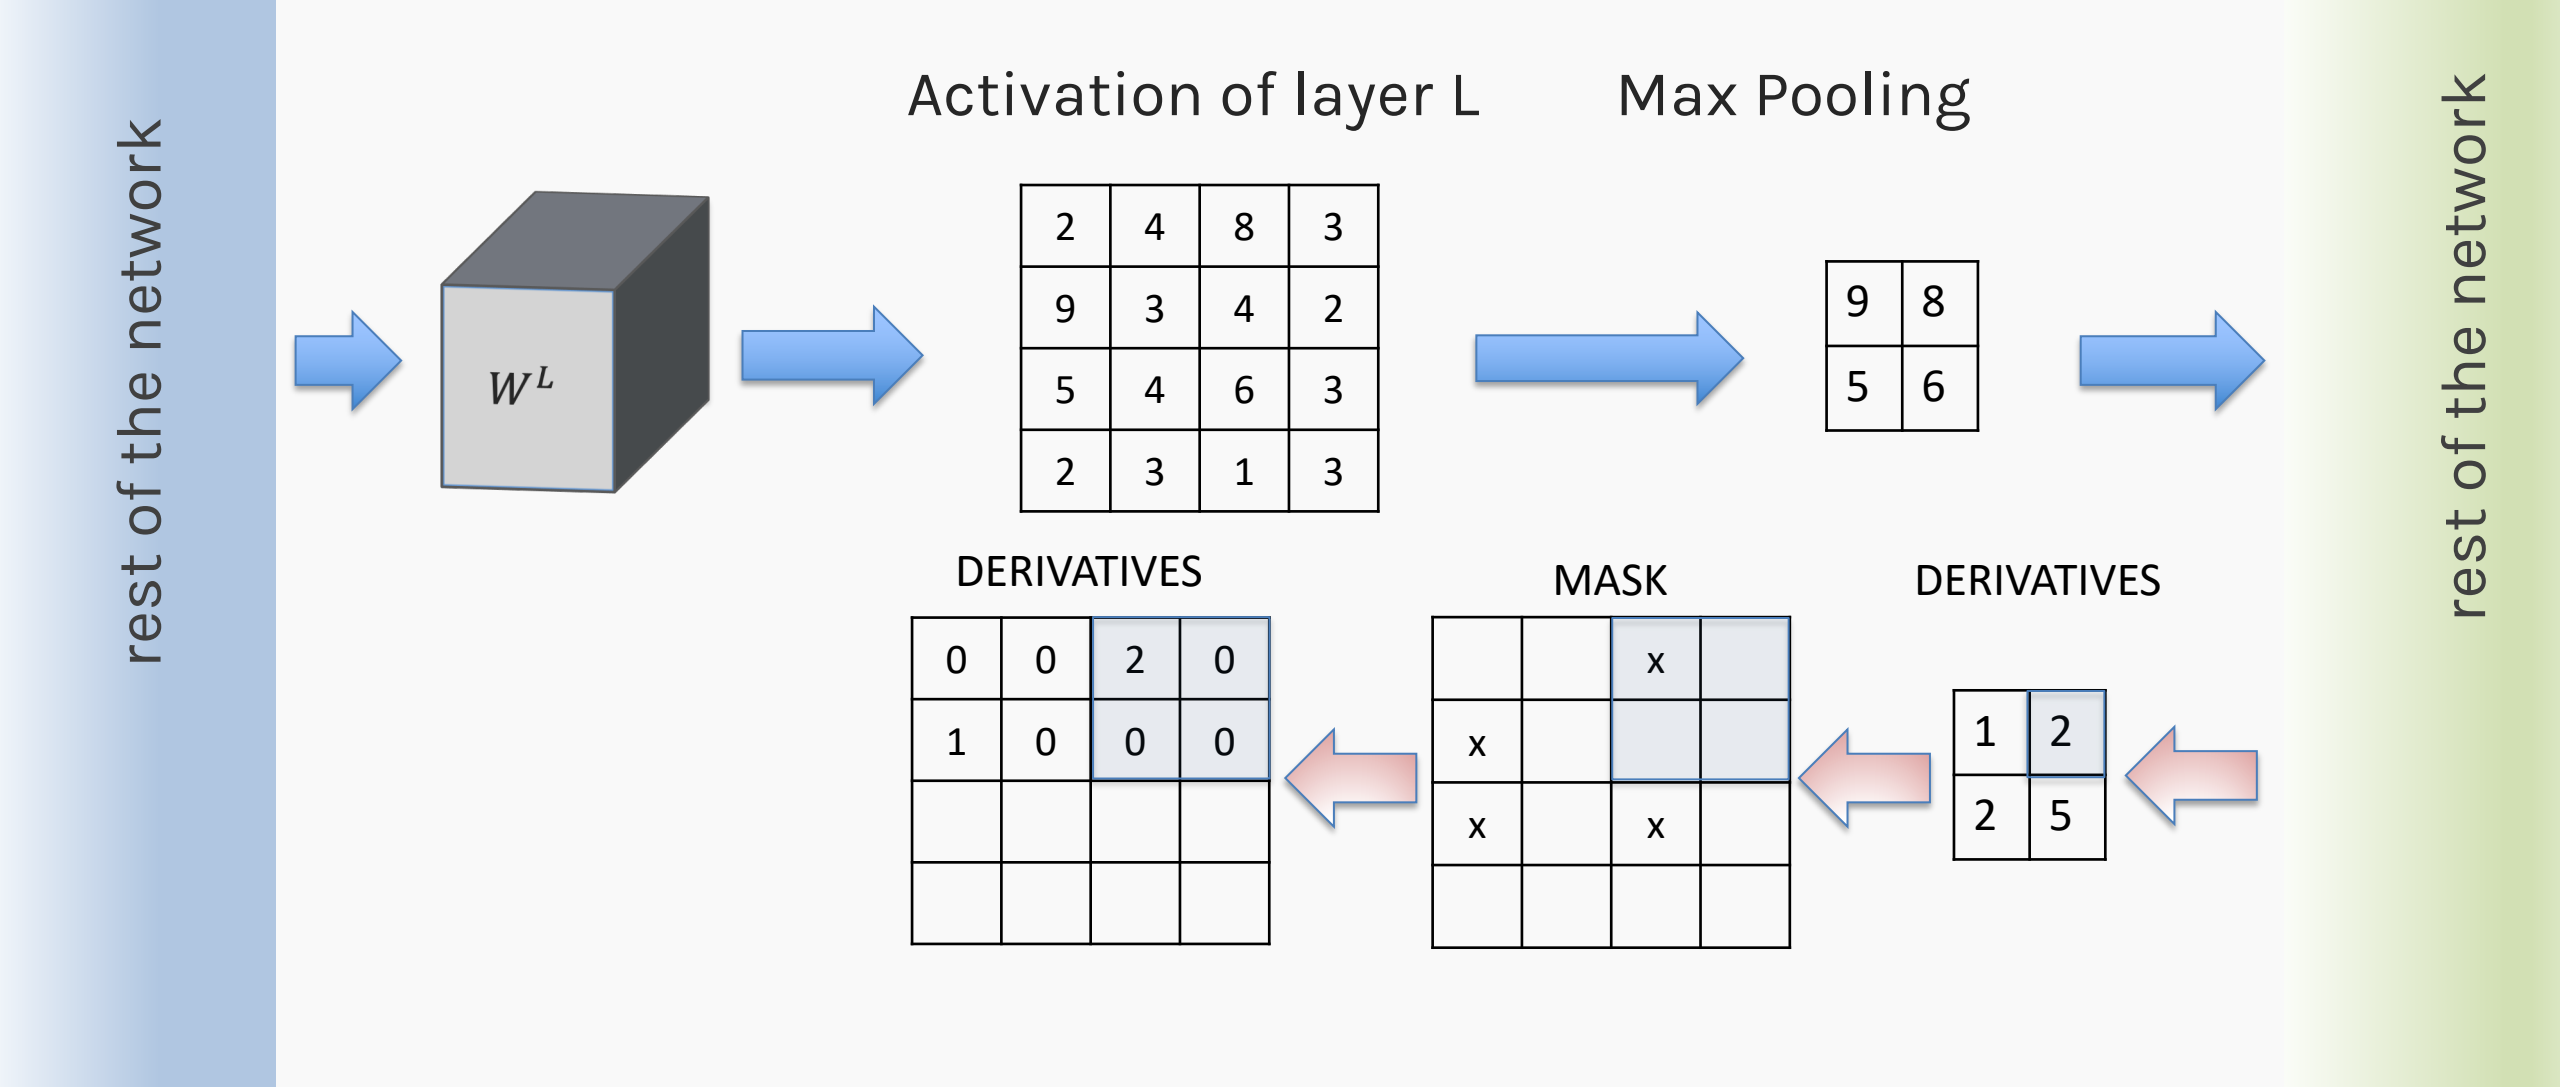 rest of the network
Activation of layer L
Max Pooling
rest of the network
W^L
2 4 8 3
9 3 4 2
5 4 6 3
2 3 1 3
9 8
5 6
DERIVATIVES
MASK
DERIVATIVES
0 0 2 0
1 0 0 0
x
x
x x
1 2
2 5